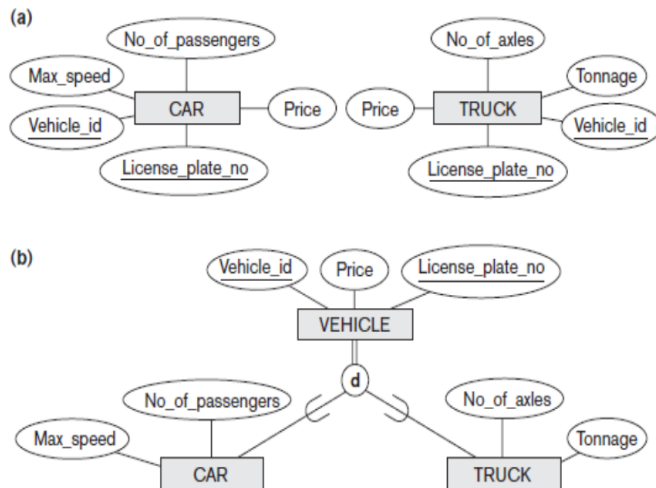 (a)
No_of_passengers
No_of_axles
Max_speed
Tonnage
CAR
Price
Price
TRUCK
Vehicle_id
Vehicle_id
License_plate_no
License_plate_no
(b)
Vehicle_id
Price
License_plate_no
VEHICLE
d
No_of_passengers
No_of_axles
Max_speed
Tonnage
CAR
TRUCK